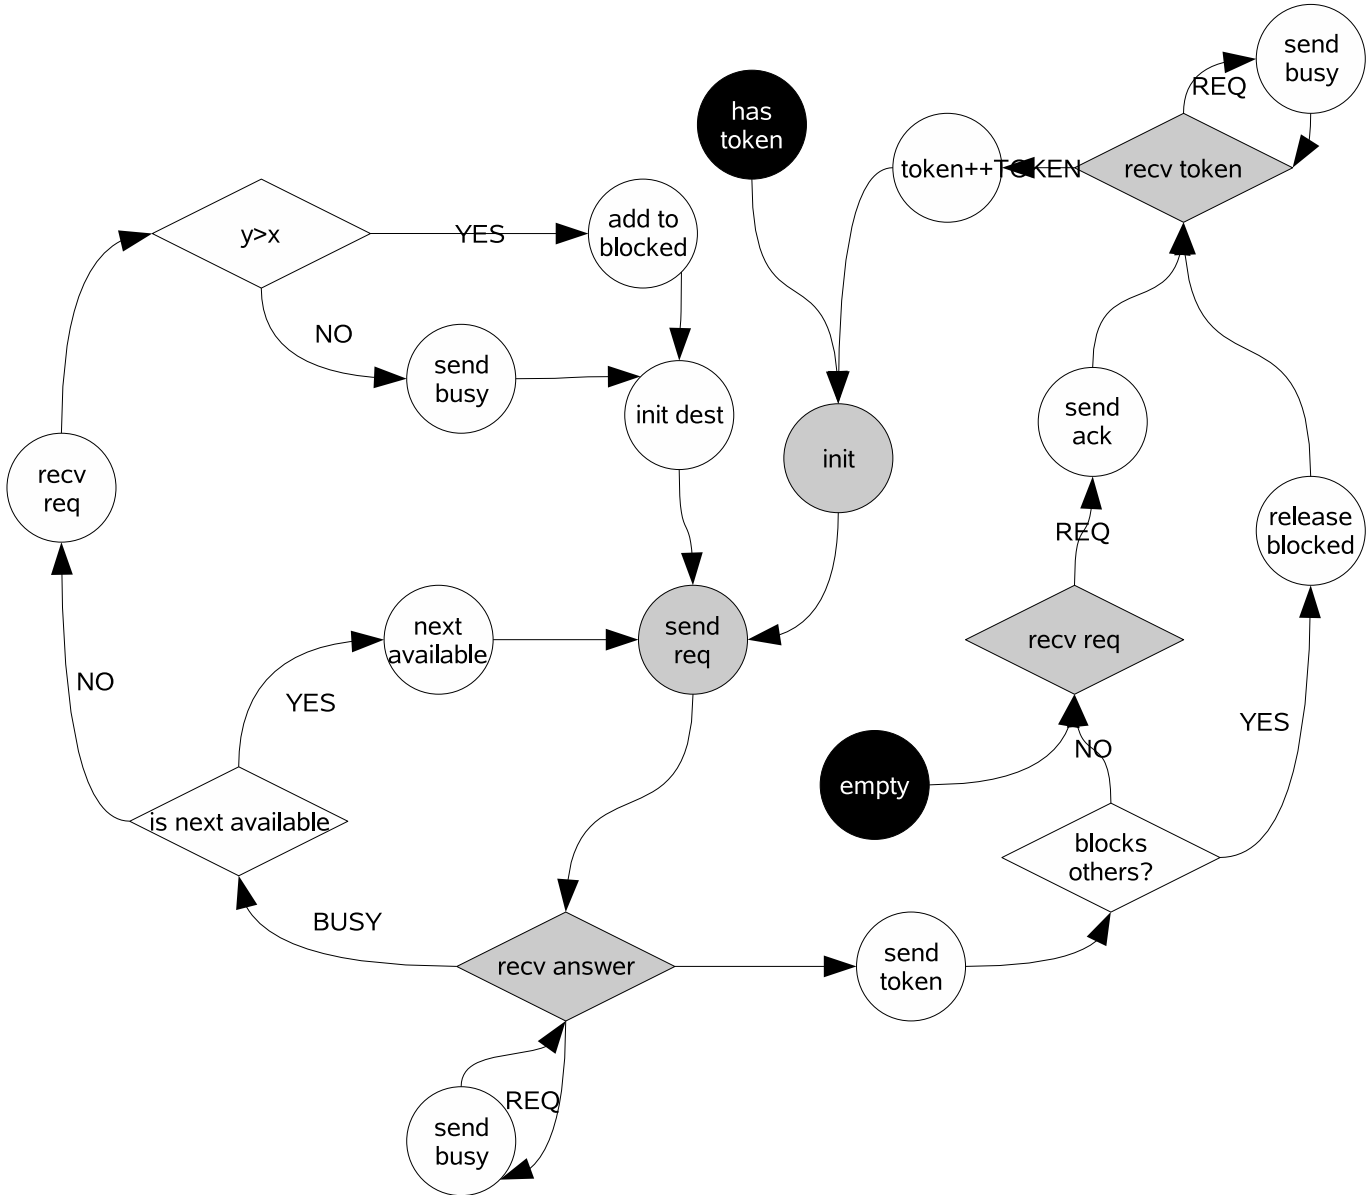 send
busy
REQ
has
token
token++TOKEN
recv token
y>x
YES
add to
blocked
NO
send
busy
init dest
send
ack
init
recv
req
release
blocked
REQ
next
available
send
req
recv req
NO
YES
YES
NO
empty
is next available
blocks
others?
BUSY
recv answer
send
token
REQ
send
busy